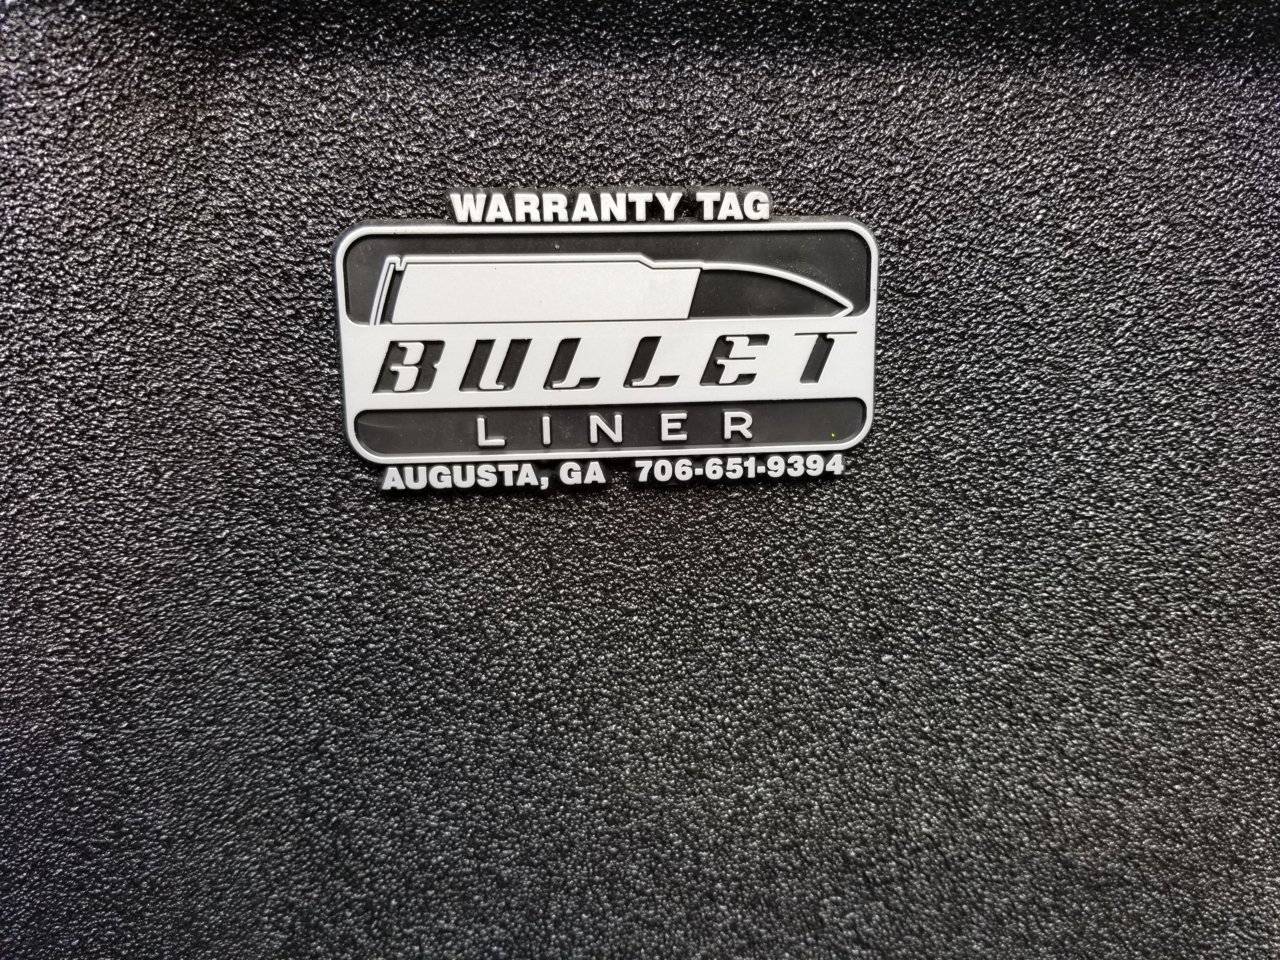 WARRANTY TAG
BULLET
LINER
AUGUSTA, GA 706-651-9394